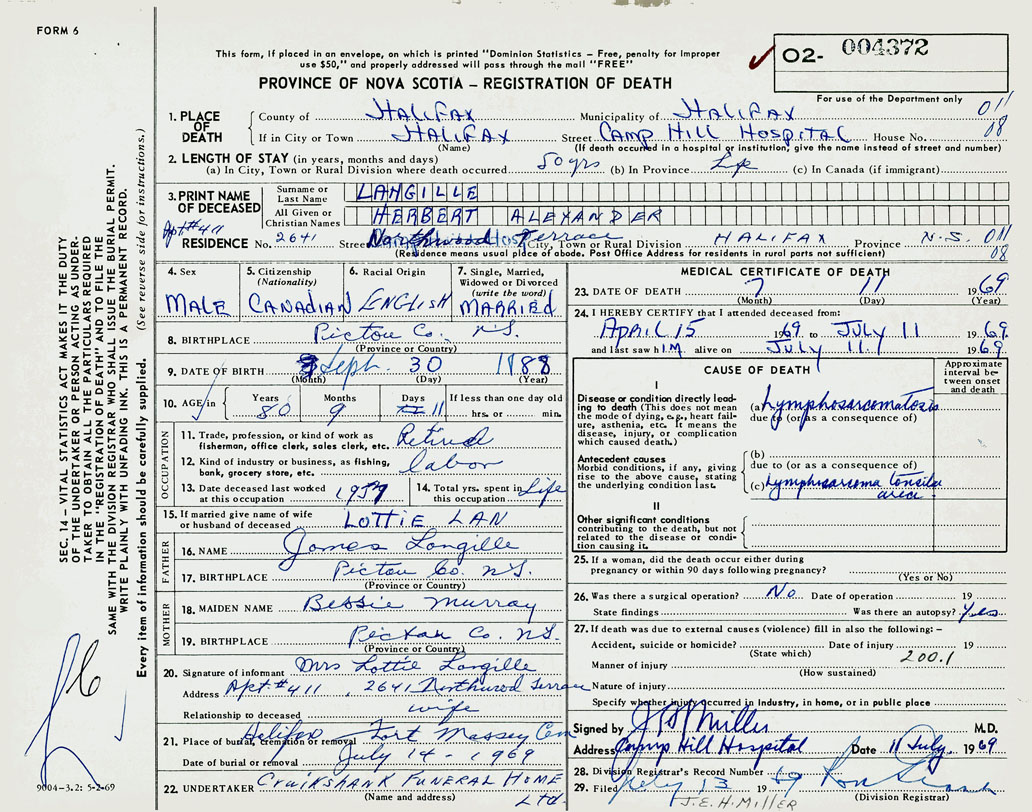 FORM 6
This form, if placed in an envelope, on which is printed "Dominion Statistics – Free, penalty for Improper
use $50," and properly addressed will pass through the mail "FREE"
PROVINCE OF NOVA SCOTIA – REGISTRATION OF DEATH
O2- 004372
For use of the Department only
011
08
1. PLACE OF DEATH
County of HALIFAX Municipality of HALIFAX
If in City or Town HALIFAX Street CAMP HILL HOSPITAL House No.
(Name) (If death occurred in a hospital or institution, give the name instead of street and number)
2. LENGTH OF STAY (in years, months and days)
(a) In City, Town or Rural Division where death occurred 50 yrs (b) In Province Life (c) In Canada (if immigrant)
3. PRINT NAME OF DECEASED
Surname or Last Name LANGILLE
All Given or Christian Names HERBERT ALEXANDER
Apt #411
RESIDENCE No. 2641 Street Northwood Terrace City, Town or Rural Division HALIFAX Province N.S. 011
(Residence means usual place of abode. Post Office Address for residents in rural parts not sufficient) 08
4. Sex
MALE
5. Citizenship (Nationality)
CANADIAN
6. Racial Origin
ENGLISH
7. Single, Married, Widowed or Divorced (write the word)
MARRIED
8. BIRTHPLACE Pictou Co. N.S.
(Province or Country)
9. DATE OF BIRTH Sept. 30 1888
(Month) (Day) (Year)
10. AGE in Years 80 Months 9 Days 11 If less than one day old
hrs. or min.
OCCUPATION
11. Trade, profession, or kind of work as fisherman, office clerk, sales clerk, etc. Retired
12. Kind of industry or business, as fishing, bank, grocery store, etc. labor
13. Date deceased last worked at this occupation 1957
14. Total yrs. spent in this occupation Life
15. If married give name of wife or husband of deceased LOTTIE LAN
FATHER
16. NAME James Langille
17. BIRTHPLACE Pictou Co. N.S.
(Province or Country)
MOTHER
18. MAIDEN NAME Bessie Murray
19. BIRTHPLACE Pictou Co. N.S.
(Province or Country)
20. Signature of informant Mrs Lottie Langille
Address Apt. #411, 2641 Northwood Terrace
Relationship to deceased wife
21. Place of burial, cremation or removal Halifax Fort Massey Cem
Date of burial or removal July 14 - 1969
22. UNDERTAKER CRUIKSHANK FUNERAL HOME LTD
(Name and address)
MEDICAL CERTIFICATE OF DEATH
23. DATE OF DEATH 7 11 1969
(Month) (Day) (Year)
24. I HEREBY CERTIFY that I attended deceased from:
APRIL 15 1969 to JULY 11 1969
and last saw him alive on JULY 11 1969
CAUSE OF DEATH
Approximate interval between onset and death
I
Disease or condition directly leading to death (This does not mean the mode of dying, e.g., heart failure, asthenia, etc. It means the disease, injury, or complication which caused death.)
(a) Lymphosarcomatosis
due to (or as a consequence of)
Antecedent causes
Morbid conditions, if any, giving rise to the above cause, stating the underlying condition last.
(b)
due to (or as a consequence of)
(c) Lymphosarcoma tonsilar area
II
Other significant conditions contributing to the death, but not related to the disease or condition causing it.
25. If a woman, did the death occur either during pregnancy or within 90 days following pregnancy?
(Yes or No)
26. Was there a surgical operation? No Date of operation 19
State findings Was there an autopsy? Yes
27. If death was due to external causes (violence) fill in also the following: –
Accident, suicide or homicide? Date of injury 19
(State which) 200.1
Manner of injury
(How sustained)
Nature of injury
Specify whether injury occurred in Industry, in home, or in public place
Signed by J H Miller M.D.
Address Camp Hill Hospital Date 11 July, 1969
28. Division Registrar's Record Number
29. Filed July 13 1969
(Division Registrar)
J.E.H. MILLER
SEC. 14 – VITAL STATISTICS ACT MAKES IT THE DUTY
OF THE UNDERTAKER OR PERSON ACTING AS UNDER-
TAKER TO OBTAIN ALL THE PARTICULARS REQUIRED
IN THE "REGISTRATION OF DEATH" AND TO FILE THE
SAME WITH THE DIVISION REGISTRAR WHO SHALL ISSUE THE BURIAL PERMIT.
WRITE PLAINLY WITH UNFADING INK. THIS IS A PERMANENT RECORD.
Every item of information should be carefully supplied. (See reverse side for instructions.)
9004-3.2: 5-2-69